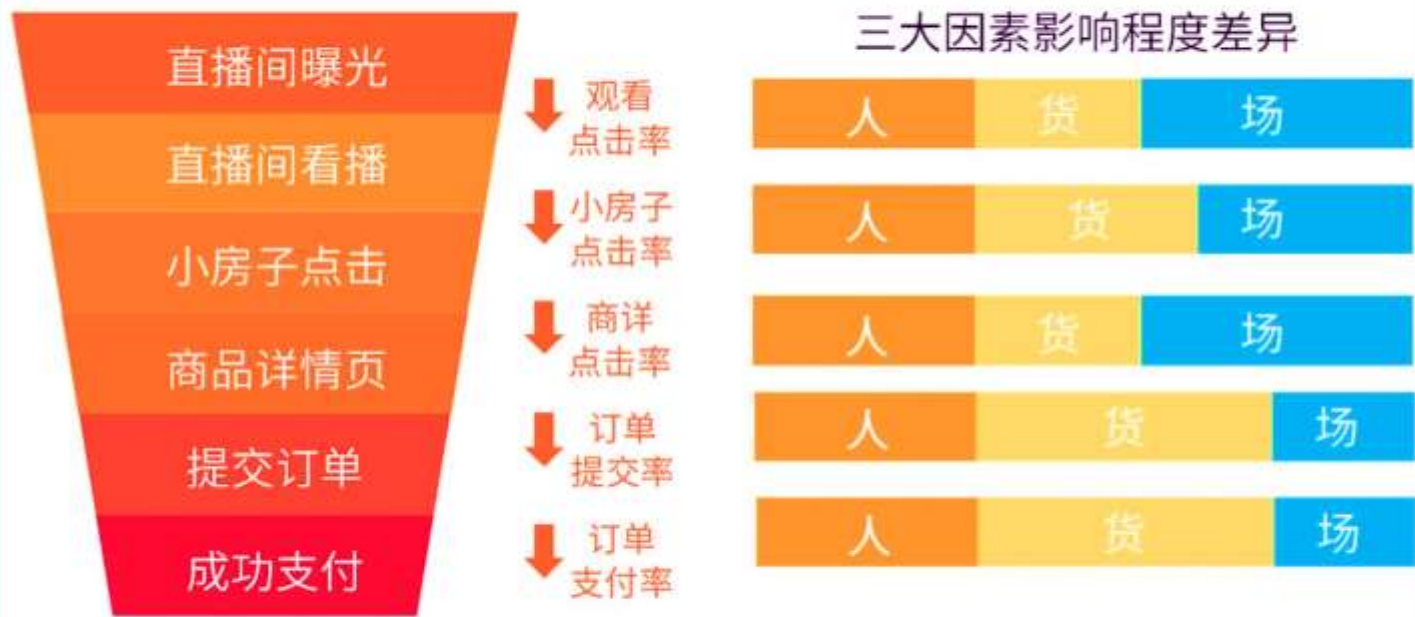 直播间曝光
直播间看播
小房子点击
商品详情页
提交订单
成功支付
观看
点击率
小房子
点击率
商详
点击率
订单
提交率
订单
支付率
三大因素影响程度差异
人 货 场
人 货 场
人 货 场
人 货 场
人 货 场